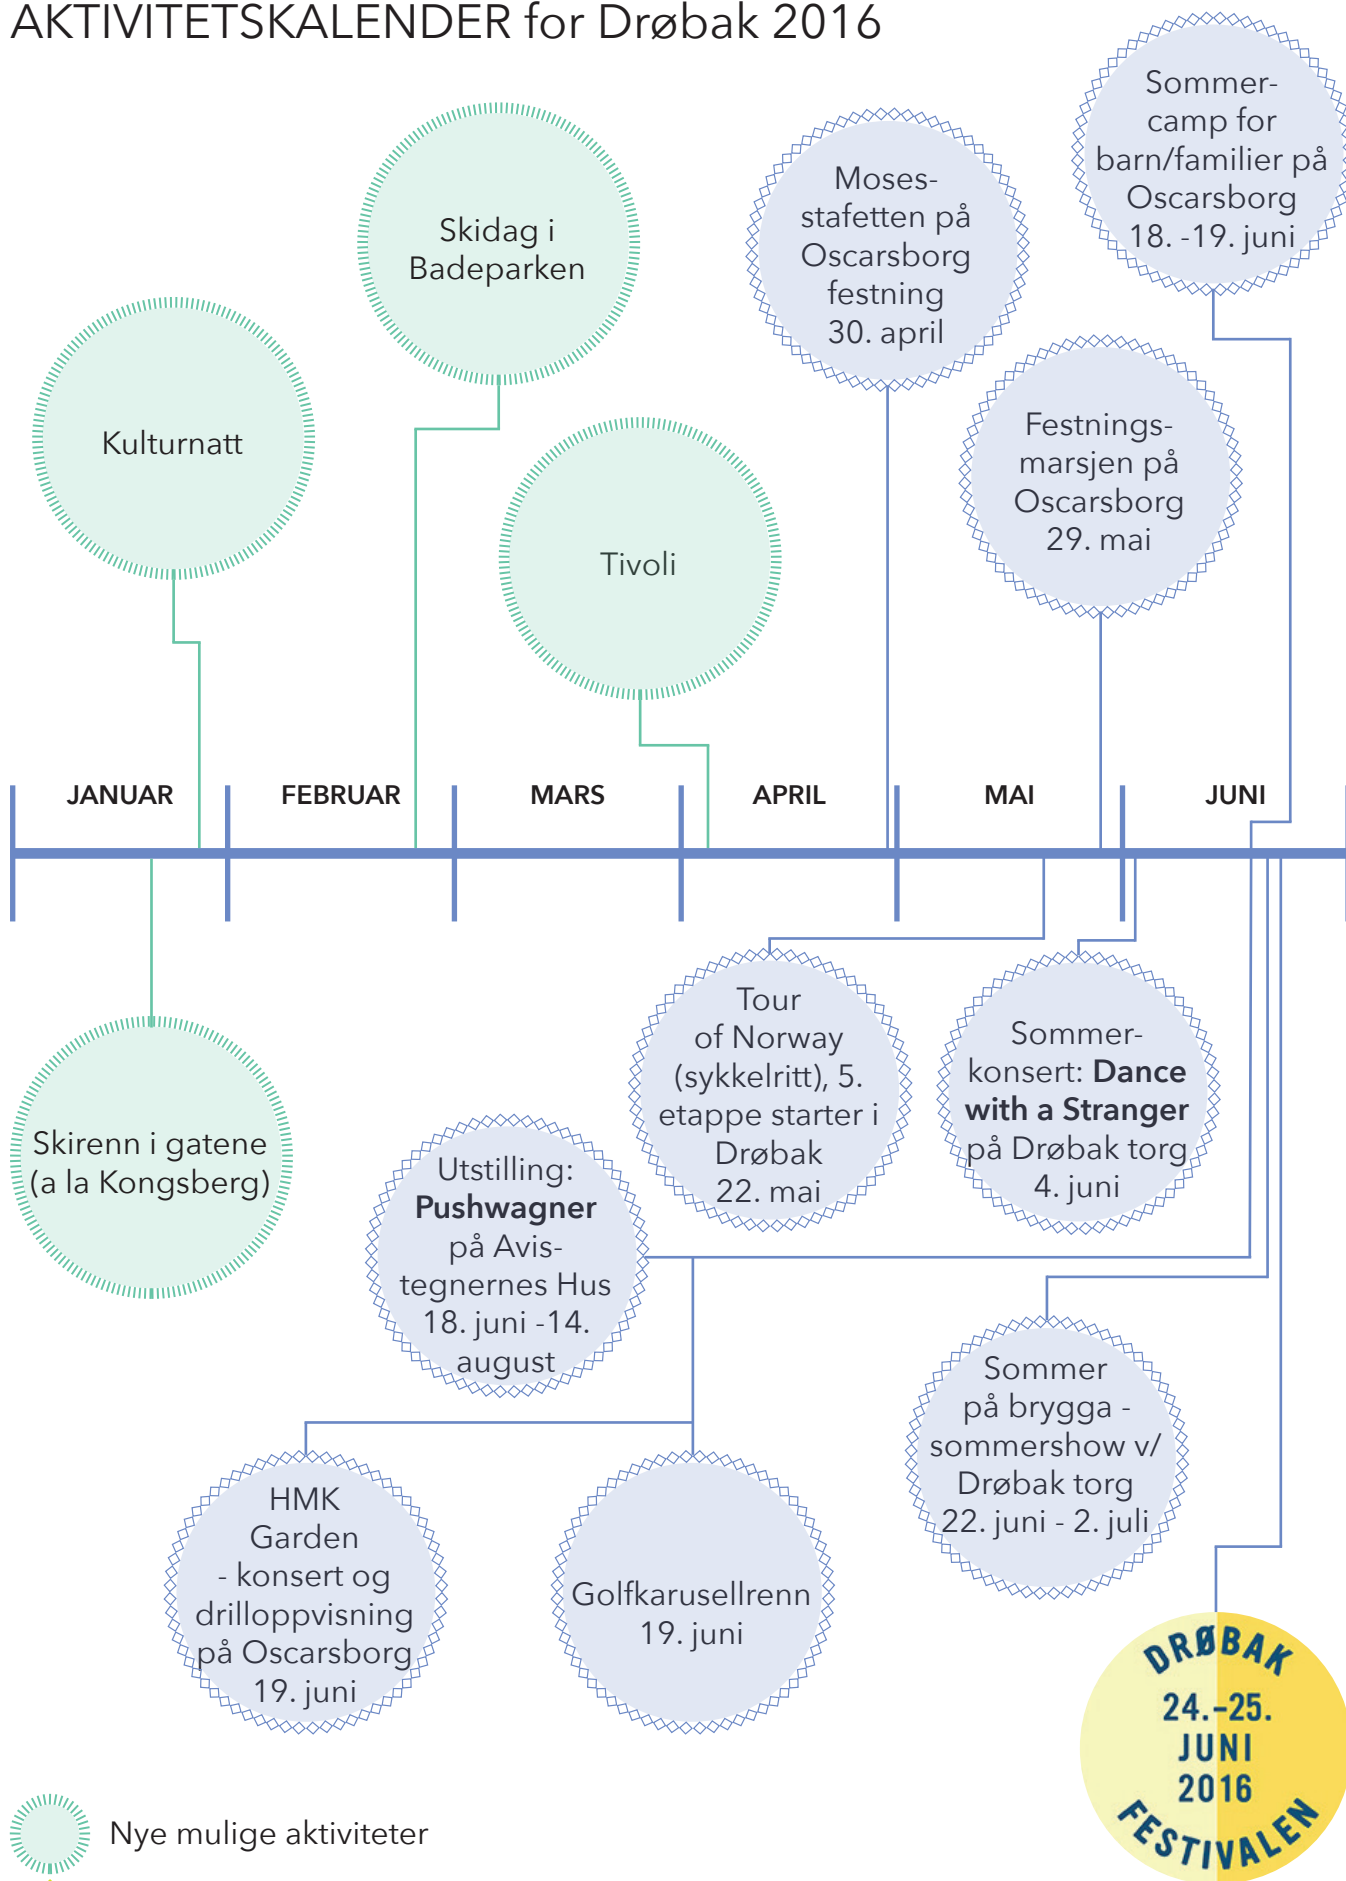 AKTIVITETSKALENDER for Drøbak 2016
Sommer-
camp for
barn/familier på
Oscarsborg
18. -19. juni
Moses-
stafetten på
Oscarsborg
festning
30. april
Skidag i
Badeparken
Kulturnatt
Festnings-
marsjen på
Oscarsborg
29. mai
Tivoli
JANUAR
FEBRUAR
MARS
APRIL
MAI
JUNI
Tour
of Norway
(sykkelritt), 5.
etappe starter i
Drøbak
22. mai
Sommer-
konsert: Dance
with a Stranger
på Drøbak torg
4. juni
Skirenn i gatene
(a la Kongsberg)
Utstilling:
Pushwagner
på Avis-
tegnernes Hus
18. juni -14.
august
Sommer
på brygga -
sommershow v/
Drøbak torg
22. juni - 2. juli
HMK
Garden
- konsert og
drilloppvisning
på Oscarsborg
19. juni
Golfkarusellrenn
19. juni
DRØBAK
24.-25.
JUNI
2016
FESTIVALEN
Nye mulige aktiviteter